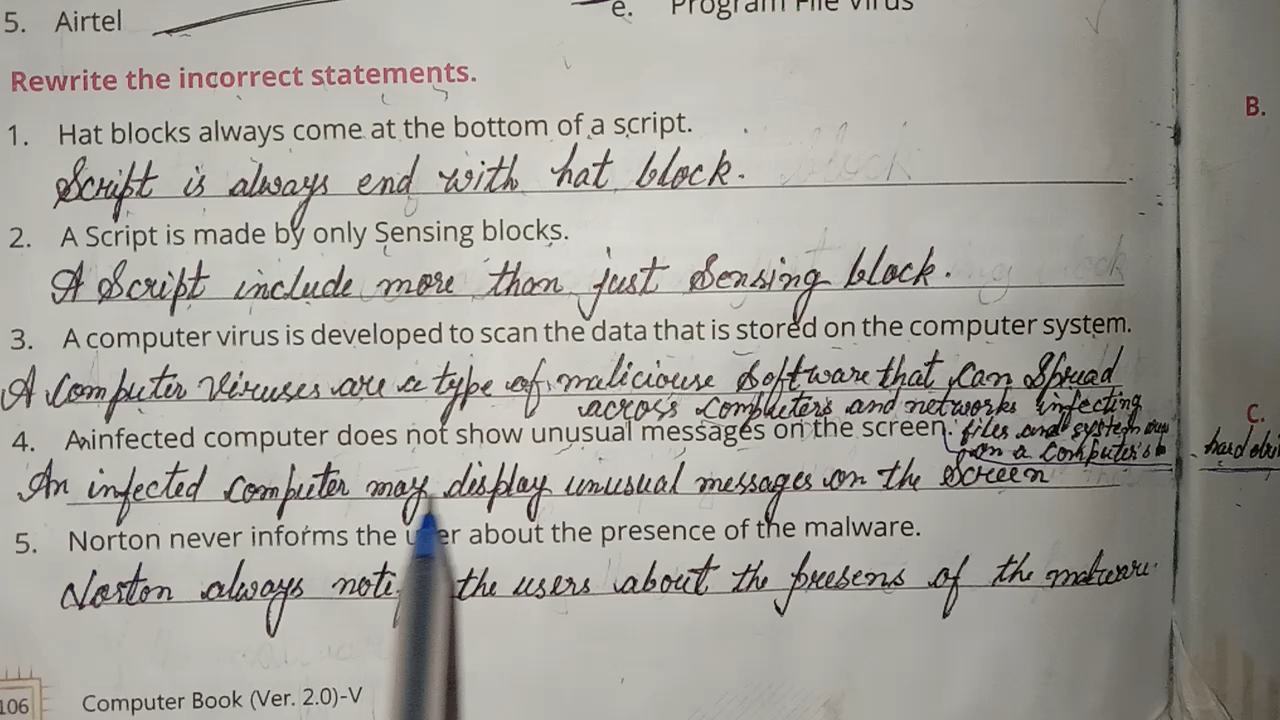 5. Airtel
e. Program File Virus
Rewrite the incorrect statements.
B.
1. Hat blocks always come at the bottom of a script.
Script is always end with hat block.
2. A Script is made by only Sensing blocks.
A Script include more than just Sensing block.
3. A computer virus is developed to scan the data that is stored on the computer system.
A Computer Viruses are a type of maliciouse Software that can Spread
across computers and networks infecting
C.
4. An infected computer does not show unusual messages on the screen.
files and system
on a computer's
hard
An infected computer may display unusual messages on the Screen
5. Norton never informs the user about the presence of the malware.
Norton always the users about the presens of the malware.
106 Computer Book (Ver. 2.0)-V